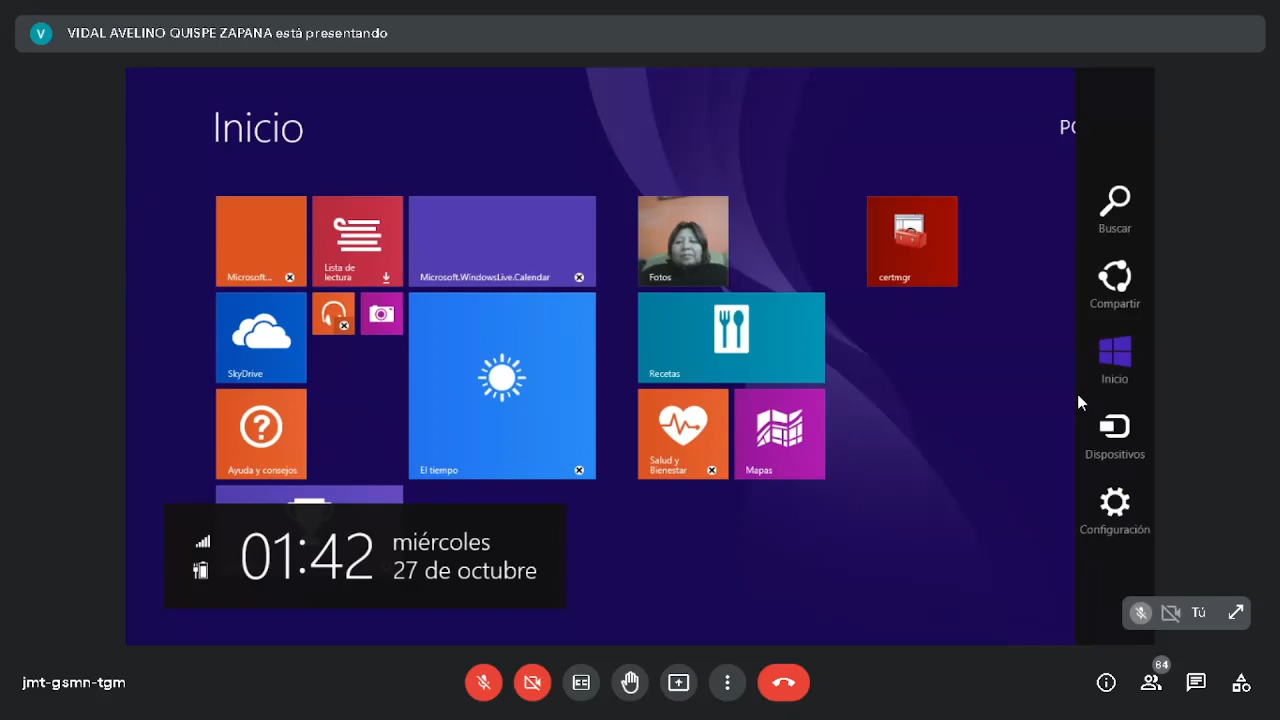 V VIDAL AVELINO QUISPE ZAPANA está presentando
Inicio
Microsoft...
Lista de
lectura
Microsoft.WindowsLive.Calendar
Fotos
certmgr
Buscar
Compartir
Inicio
Dispositivos
Configuración
SkyDrive
Recetas
Ayuda y consejos
El tiempo
Salud y
Bienestar
Mapas
01:42
miércoles
27 de octubre
Tú
jmt-gsmn-tgm
64